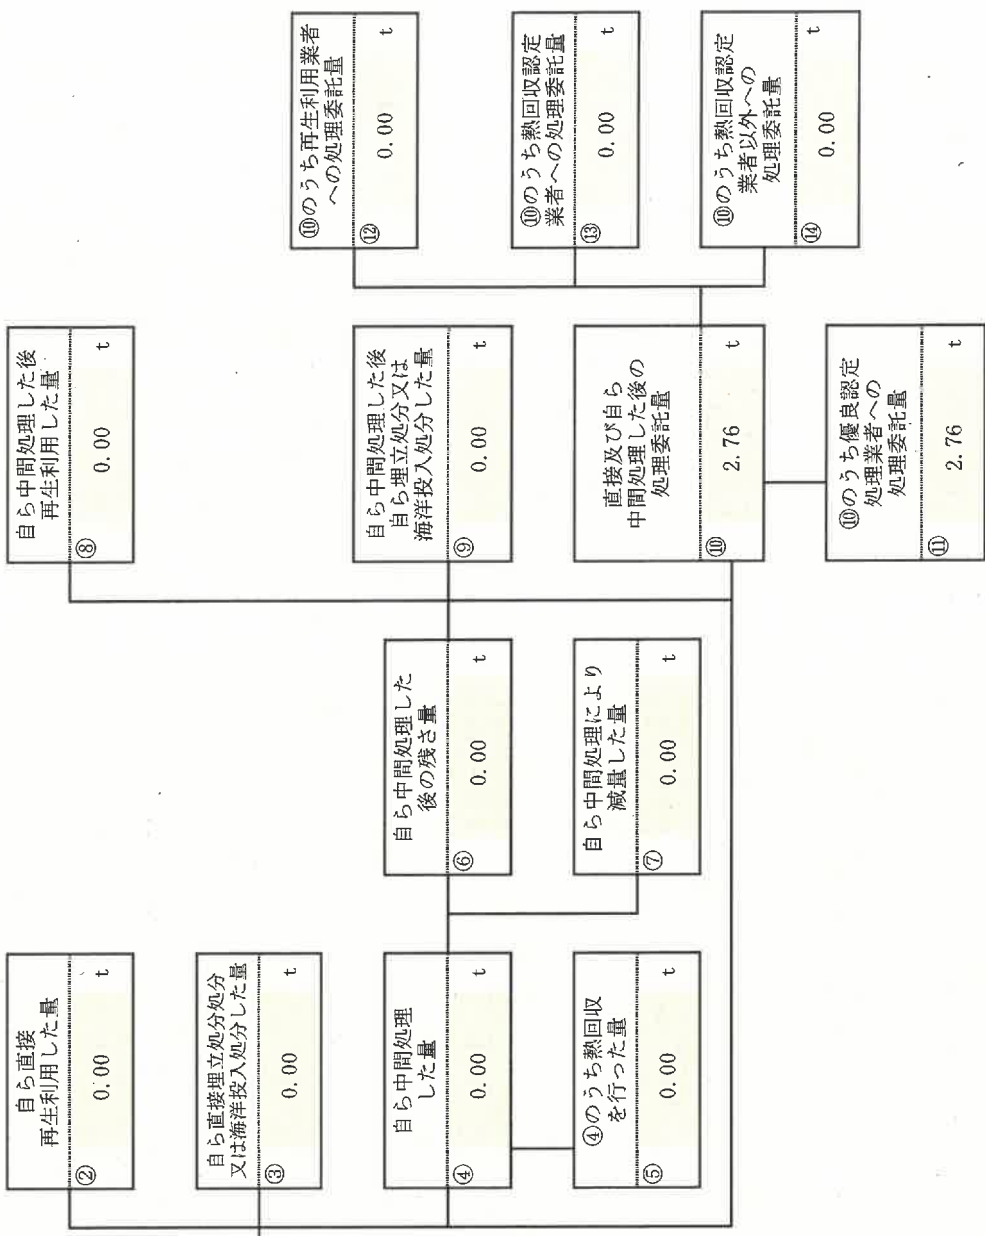 自ら直接
再生利用した量
② 0.00 t
自ら直接埋立処分処分
又は海洋投入処分した量
③ 0.00 t
自ら中間処理
した量
④ 0.00 t
④のうち熱回収
を行った量
⑤ 0.00 t
自ら中間処理した
後の残さ量
⑥ 0.00 t
自ら中間処理により
減量した量
⑦ 0.00 t
自ら中間処理した後
再生利用した量
⑧ 0.00 t
自ら中間処理した後
自ら埋立処分又は
海洋投入処分した量
⑨ 0.00 t
直接及び自ら
中間処理した後の
処理委託量
⑩ 2.76 t
⑩のうち優良認定
処理業者への
処理委託量
⑪ 2.76 t
⑩のうち再生利用業者
への処理委託量
⑫ 0.00 t
⑩のうち熱回収認定
業者への処理委託量
⑬ 0.00 t
⑩のうち熱回収認定
業者以外への
処理委託量
⑭ 0.00 t